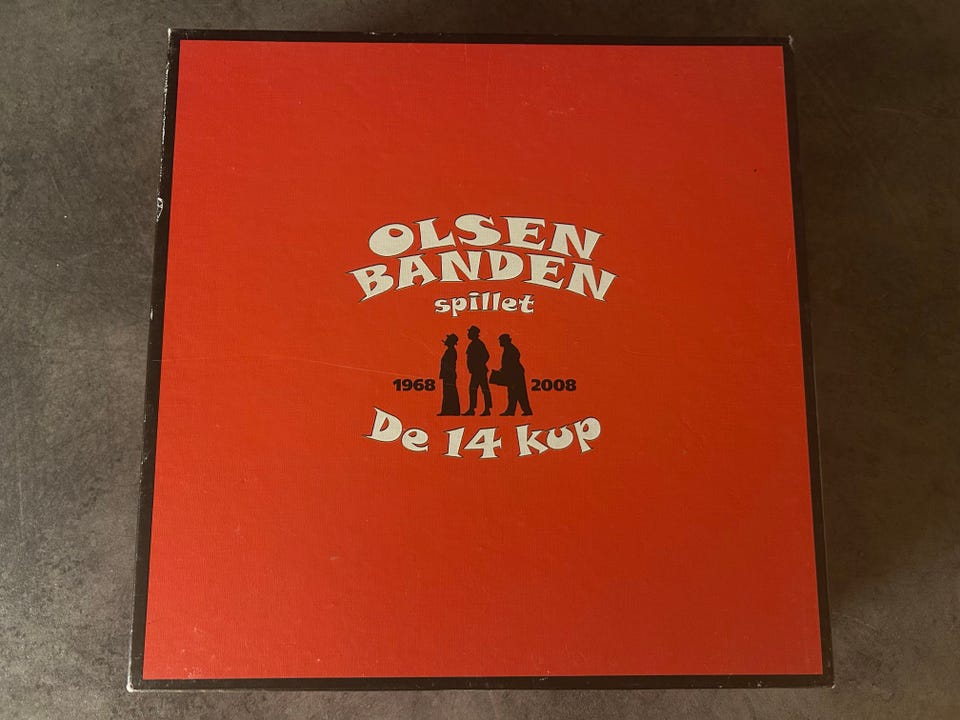 OLSEN
BANDEN
spillet
1968 2008
De 14 kup